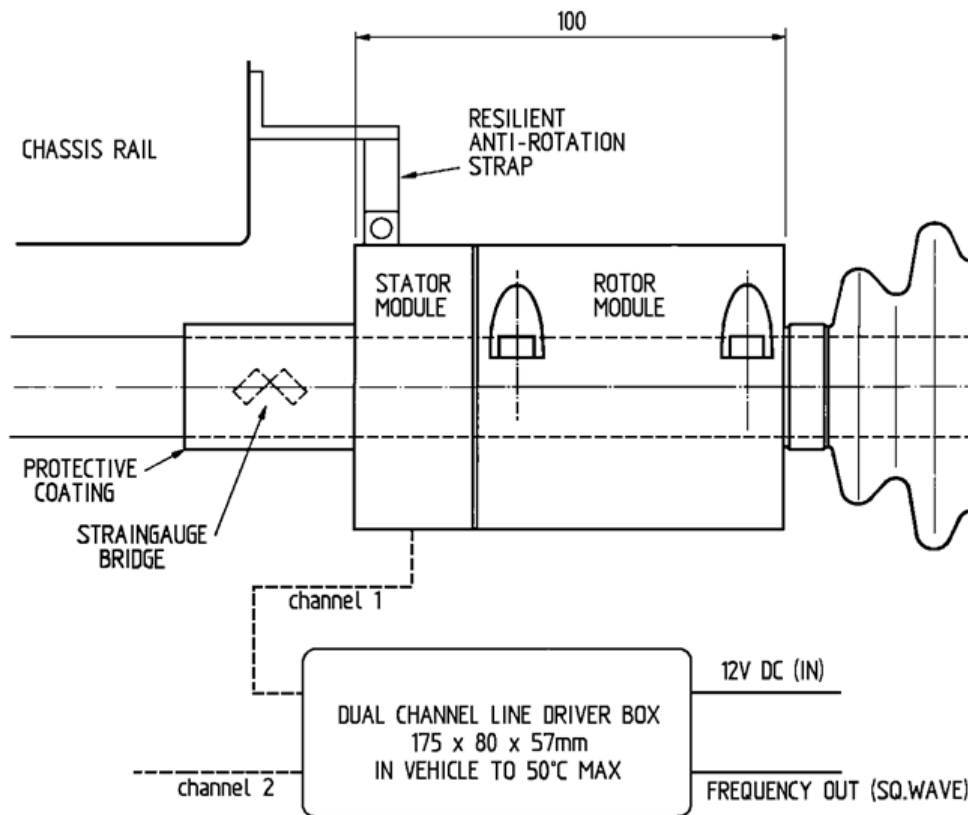 100
CHASSIS RAIL
RESILIENT
ANTI-ROTATION
STRAP
STATOR
MODULE
ROTOR
MODULE
PROTECTIVE
COATING
STRAINGAUGE
BRIDGE
channel 1
12V DC (IN)
DUAL CHANNEL LINE DRIVER BOX
175 x 80 x 57mm
IN VEHICLE TO 50°C MAX
channel 2
FREQUENCY OUT (SQ.WAVE)